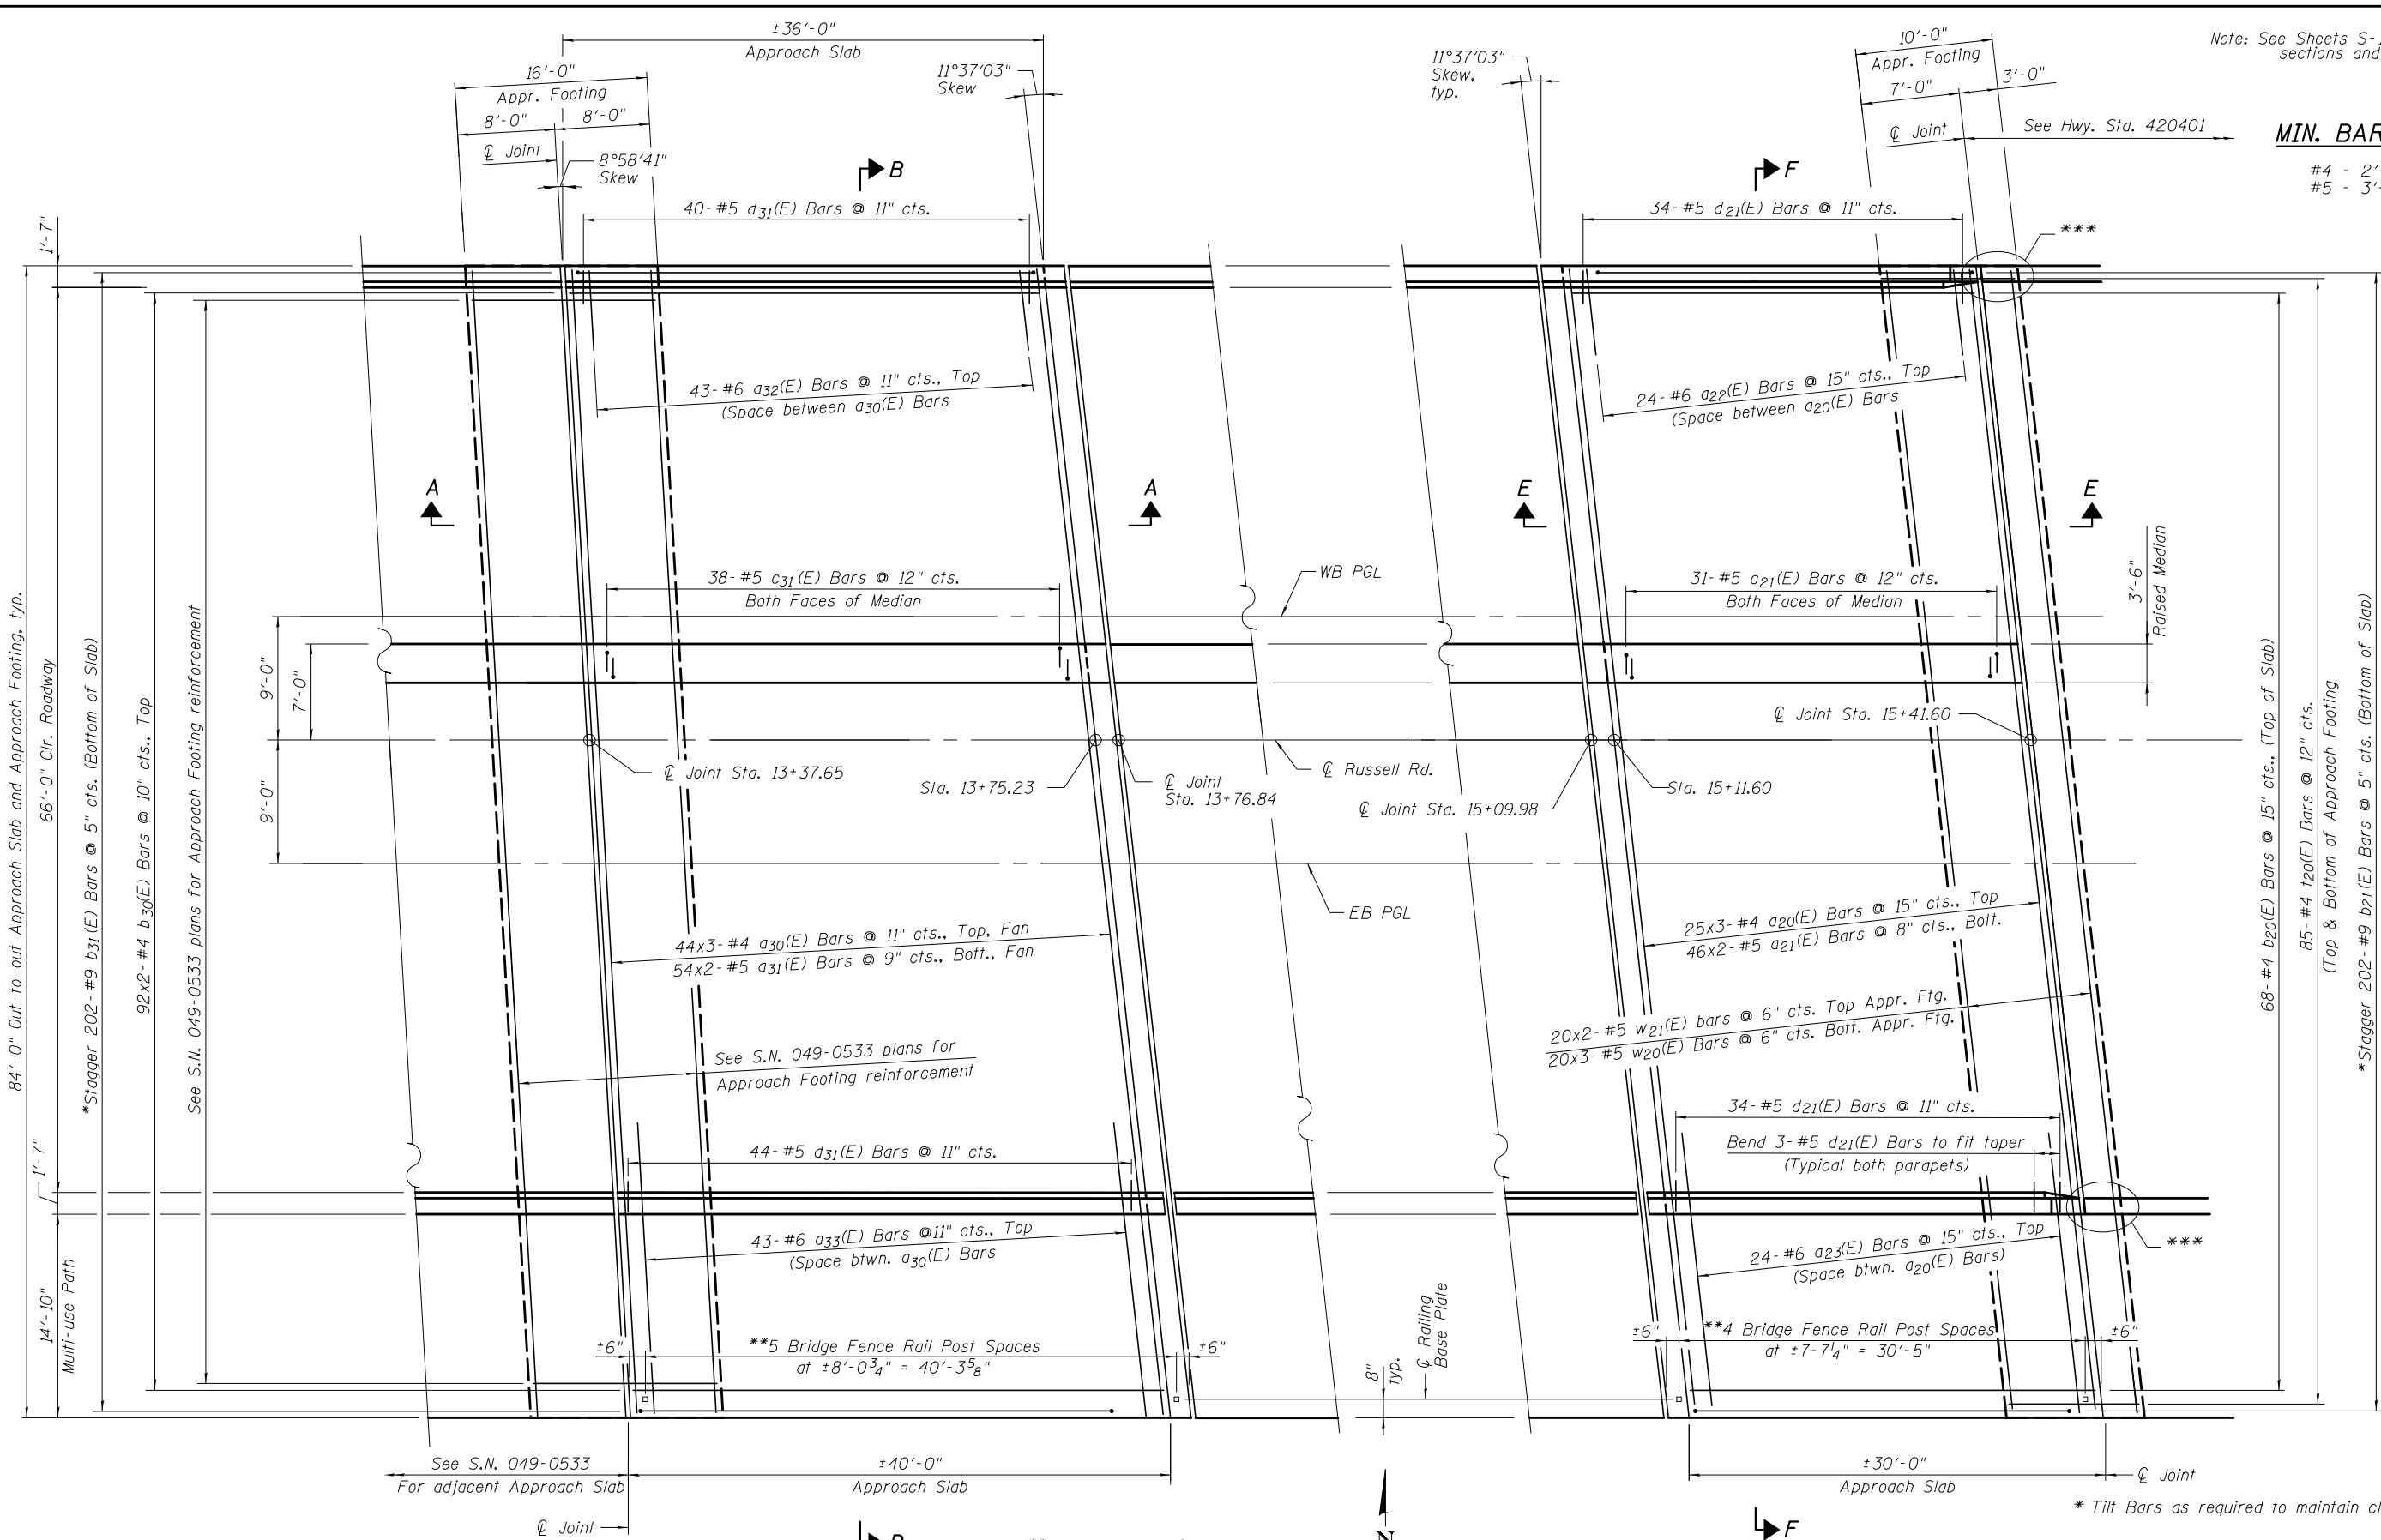 ±36'-0"
Approach Slab
16'-0"
Appr. Footing
8'-0"
8'-0"
℄ Joint
8°58'41"
Skew
11°37'03"
Skew
11°37'03"
Skew,
typ.
10'-0"
Appr. Footing
7'-0"
3'-0"
℄ Joint
See Hwy. Std. 420401
Note: See Sheets S-
sections and
MIN. BAR
#4 - 2'-
#5 - 3'-
B
F
40-#5 d31(E) Bars @ 11" cts.
34-#5 d21(E) Bars @ 11" cts.
***
1'-7"
43-#6 a32(E) Bars @ 11" cts., Top
(Space between a30(E) Bars
24-#6 a22(E) Bars @ 15" cts., Top
(Space between a20(E) Bars
A
A
E
E
38-#5 c31(E) Bars @ 12" cts.
Both Faces of Median
WB PGL
31-#5 c21(E) Bars @ 12" cts.
Both Faces of Median
3'-6"
Raised Median
84'-0" Out-to-out Approach Slab and Approach Footing, typ.
66'-0" Clr. Roadway
*Stagger 202-#9 b31(E) Bars @ 5" cts. (Bottom of Slab)
92x2-#4 b30(E) Bars @ 10" cts., Top
See S.N. 049-0533 plans for Approach Footing reinforcement
9'-0"
7'-0"
9'-0"
℄ Joint Sta. 13+37.65
Sta. 13+75.23
℄ Joint
Sta. 13+76.84
℄ Russell Rd.
℄ Joint Sta. 15+09.98
Sta. 15+11.60
℄ Joint Sta. 15+41.60
EB PGL
44x3-#4 a30(E) Bars @ 11" cts., Top, Fan
54x2-#5 a31(E) Bars @ 9" cts., Bott., Fan
25x3-#4 a20(E) Bars @ 15" cts., Top
46x2-#5 a21(E) Bars @ 8" cts., Bott.
20x2-#5 w21(E) bars @ 6" cts. Top Appr. Ftg.
20x3-#5 w20(E) Bars @ 6" cts. Bott. Appr. Ftg.
68-#4 b20(E) Bars @ 15" cts., (Top of Slab)
85-#4 t20(E) Bars @ 12" cts.
(Top & Bottom of Approach Footing
*Stagger 202-#9 b21(E) Bars @ 5" cts. (Bottom of Slab)
See S.N. 049-0533 plans for
Approach Footing reinforcement
44-#5 d31(E) Bars @ 11" cts.
34-#5 d21(E) Bars @ 11" cts.
Bend 3-#5 d21(E) Bars to fit taper
(Typical both parapets)
1'-7"
14'-10"
Multi-use Path
43-#6 a33(E) Bars @11" cts., Top
(Space btwn. a30(E) Bars
24-#6 a23(E) Bars @ 15" cts., Top
(Space btwn. a20(E) Bars)
***
±6"
**5 Bridge Fence Rail Post Spaces
at ±8'-0¾" = 40'-3⅝"
±6"
8"
typ.
℄ Railing
Base Plate
±6"
**4 Bridge Fence Rail Post Spaces
at ±7-7¼" = 30'-5"
±6"
See S.N. 049-0533
For adjacent Approach Slab
±40'-0"
Approach Slab
±30'-0"
Approach Slab
℄ Joint
℄ Joint
* Tilt Bars as required to maintain cl
N
F